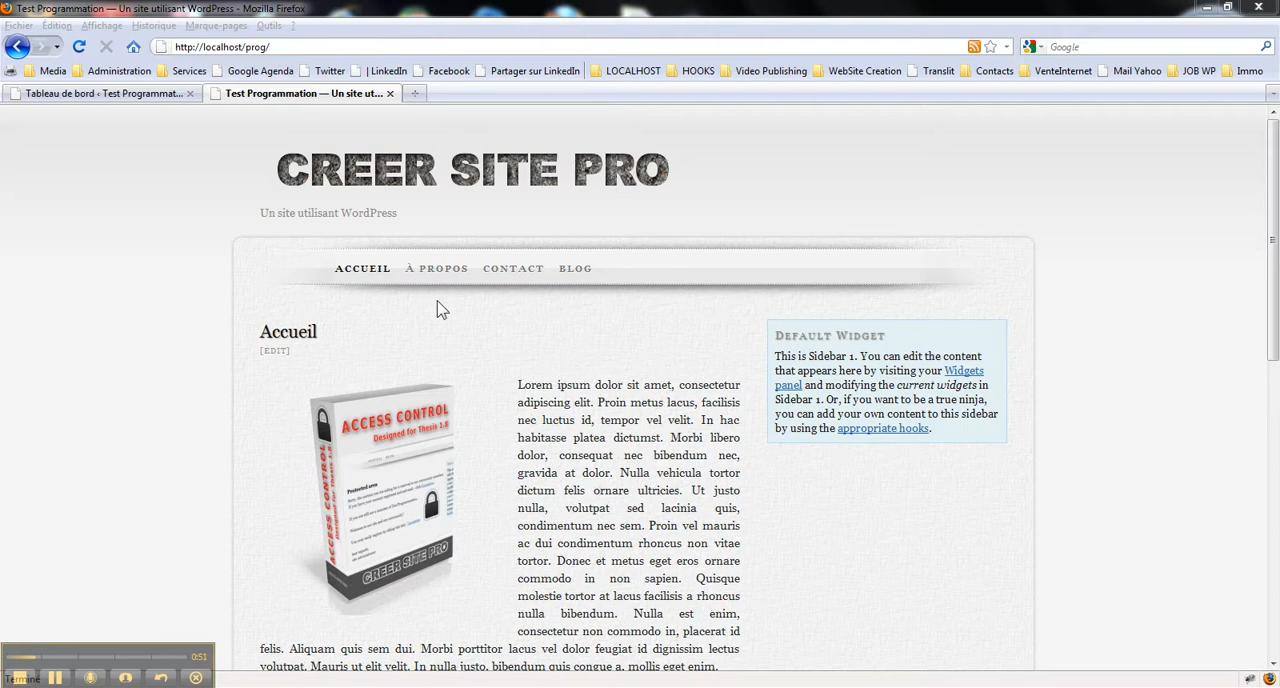 Test Programmation — Un site utilisant WordPress - Mozilla Firefox
Fichier Édition Affichage Historique Marque-pages Outils ?
http://localhost/prog/
Google
Media Administration Services Google Agenda Twitter LinkedIn Facebook Partager sur LinkedIn LOCALHOST HOOKS Video Publishing WebSite Creation Translit Contacts VenteInternet Mail Yahoo JOB WP Immo
Tableau de bord ‹ Test Programmat...
Test Programmation — Un site ut...
CREER SITE PRO
Un site utilisant WordPress
ACCUEIL À PROPOS CONTACT BLOG
Accueil
[EDIT]
ACCESS CONTROL
Designed for Thesis 1.8
Protected area
ACCESS CONTROL
CREER SITE PRO
Lorem ipsum dolor sit amet, consectetur
adipiscing elit. Proin metus lacus, facilisis
nec luctus id, tempor vel velit. In hac
habitasse platea dictumst. Morbi libero
dolor, consequat nec bibendum nec,
gravida at dolor. Nulla vehicula tortor
dictum felis ornare ultricies. Ut justo
nulla, volutpat sed lacinia quis,
condimentum nec sem. Proin vel mauris
ac dui condimentum rhoncus non vitae
tortor. Donec et metus eget eros ornare
commodo in non sapien. Quisque
molestie tortor at lacus facilisis a rhoncus
nulla bibendum. Nulla est enim,
consectetur non commodo in, placerat id
felis. Aliquam quis sem dui. Morbi porttitor lacus vel dolor feugiat id dignissim lectus
volutpat. Mauris ut elit velit. In nulla justo, bibendum quis congue a, mollis eget enim.
Default Widget
This is Sidebar 1. You can edit the content
that appears here by visiting your Widgets
panel and modifying the current widgets in
Sidebar 1. Or, if you want to be a true ninja,
you can add your own content to this sidebar
by using the appropriate hooks.
0:51
Terminé